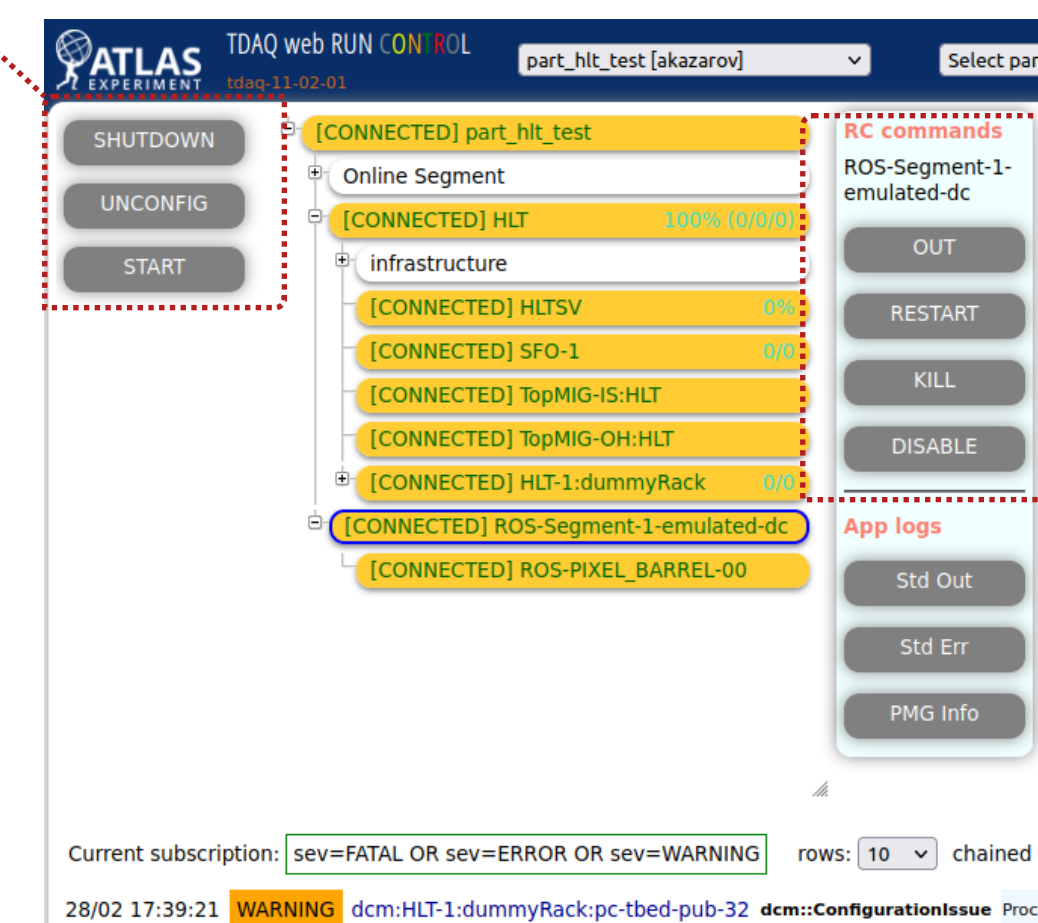 ATLAS
EXPERIMENT
TDAQ web RUN CONTROL
tdaq-11-02-01
part_hlt_test [akazarov]
Select par
SHUTDOWN
UNCONFIG
START
[CONNECTED] part_hlt_test
Online Segment
[CONNECTED] HLT 100% (0/0/0)
infrastructure
[CONNECTED] HLTSV 0%
[CONNECTED] SFO-1 0/0
[CONNECTED] TopMIG-IS:HLT
[CONNECTED] TopMIG-OH:HLT
[CONNECTED] HLT-1:dummyRack 0/0
[CONNECTED] ROS-Segment-1-emulated-dc
[CONNECTED] ROS-PIXEL_BARREL-00
RC commands
ROS-Segment-1-
emulated-dc
OUT
RESTART
KILL
DISABLE
App logs
Std Out
Std Err
PMG Info
Current subscription: sev=FATAL OR sev=ERROR OR sev=WARNING rows: 10 chained
28/02 17:39:21 WARNING dcm:HLT-1:dummyRack:pc-tbed-pub-32 dcm::ConfigurationIssue Proc